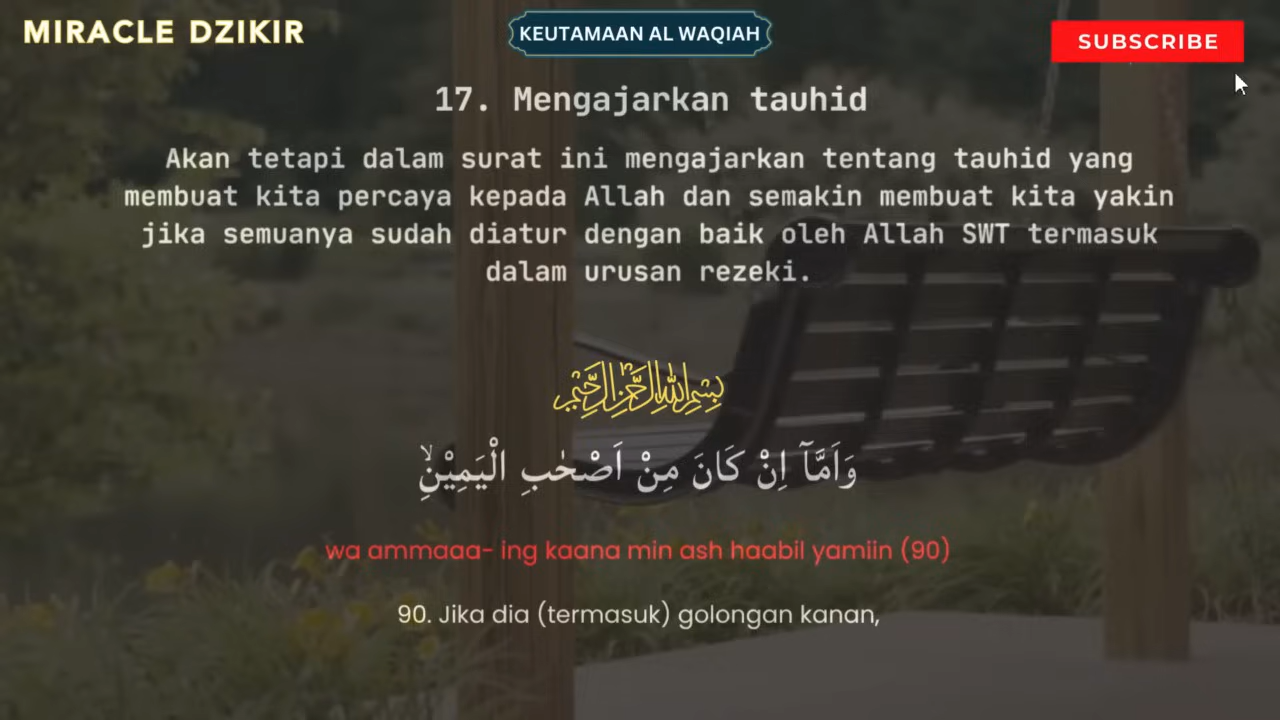 MIRACLE DZIKIR
KEUTAMAAN AL WAQIAH
SUBSCRIBE
17. Mengajarkan tauhid
Akan tetapi dalam surat ini mengajarkan tentang tauhid yang
membuat kita percaya kepada Allah dan semakin membuat kita yakin
jika semuanya sudah diatur dengan baik oleh Allah SWT termasuk
dalam urusan rezeki.
بِسْمِ اللهِ الرَّحْمٰنِ الرَّحِيْمِ
وَاَمَّآ اِنْ كَانَ مِنْ اَصْحٰبِ الْيَمِيْنِۙ
wa ammaaa- ing kaana min ash haabil yamiin (90)
90. Jika dia (termasuk) golongan kanan,